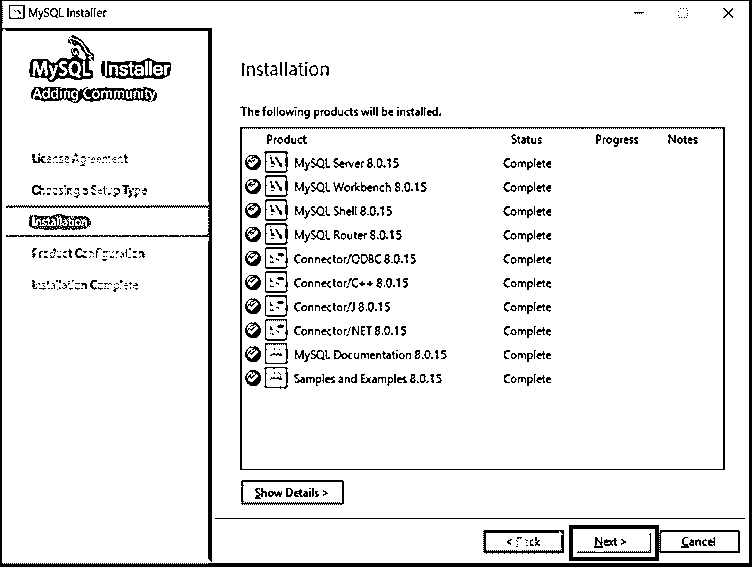 MySQL Installer
MySQL Installer
Adding Community
License Agreement
Choosing a Setup Type
Installation
Product Configuration
Installation Complete
Installation
The following products will be installed.
Product Status Progress Notes
MySQL Server 8.0.15 Complete
MySQL Workbench 8.0.15 Complete
MySQL Shell 8.0.15 Complete
MySQL Router 8.0.15 Complete
Connector/ODBC 8.0.15 Complete
Connector/C++ 8.0.15 Complete
Connector/J 8.0.15 Complete
Connector/NET 8.0.15 Complete
MySQL Documentation 8.0.15 Complete
Samples and Examples 8.0.15 Complete
Show Details >
< Back Next > Cancel